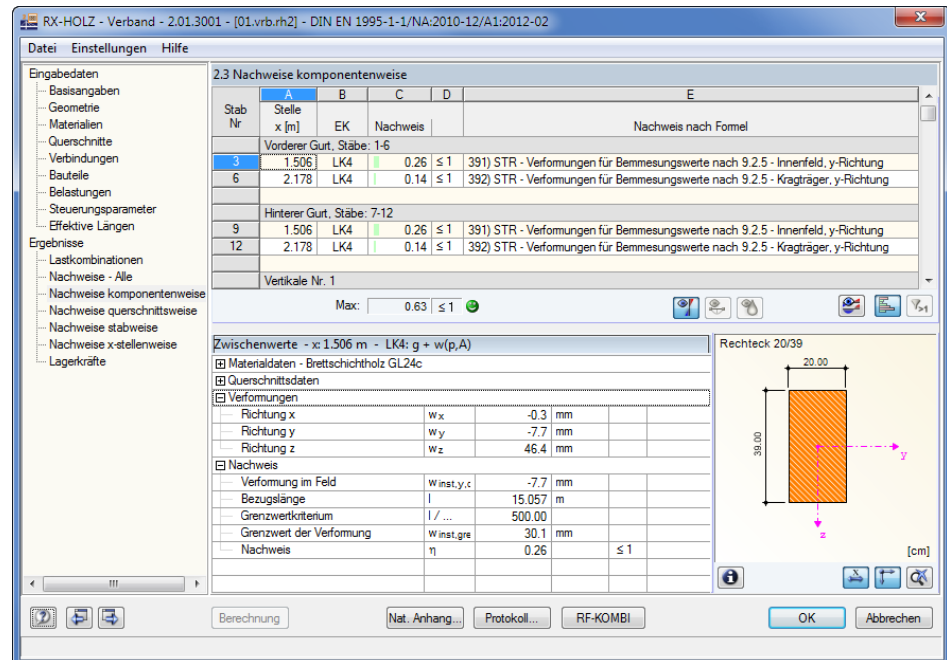 RX-HOLZ - Verband - 2.01.3001 - [01.vrb.rh2] - DIN EN 1995-1-1/NA:2010-12/A1:2012-02
Datei Einstellungen Hilfe
Eingabedaten
Basisangaben
Geometrie
Materialien
Querschnitte
Verbindungen
Bauteile
Belastungen
Steuerungsparameter
Effektive Längen
Ergebnisse
Lastkombinationen
Nachweise - Alle
Nachweise komponentenweise
Nachweise querschnittsweise
Nachweise stabweise
Nachweise x-stellenweise
Lagerkräfte
2.3 Nachweise komponentenweise
A B C D E
Stab Stelle
Nr x [m] EK Nachweis Nachweis nach Formel
Vorderer Gurt, Stäbe: 1-6
3 1.506 LK4 0.26 ≤ 1 391) STR - Verformungen für Bemmesungswerte nach 9.2.5 - Innenfeld, y-Richtung
6 2.178 LK4 0.14 ≤ 1 392) STR - Verformungen für Bemmesungswerte nach 9.2.5 - Kragträger, y-Richtung
Hinterer Gurt, Stäbe: 7-12
9 1.506 LK4 0.26 ≤ 1 391) STR - Verformungen für Bemmesungswerte nach 9.2.5 - Innenfeld, y-Richtung
12 2.178 LK4 0.14 ≤ 1 392) STR - Verformungen für Bemmesungswerte nach 9.2.5 - Kragträger, y-Richtung
Vertikale Nr. 1
Max: 0.63 ≤ 1
>1
Zwischenwerte - x: 1.506 m - LK4: g + w(p,A)
Materialdaten - Brettschichtholz GL24c
Querschnittsdaten
Verformungen
Richtung x w x -0.3 mm
Richtung y w y -7.7 mm
Richtung z w z 46.4 mm
Nachweis
Verformung im Feld w inst,y,c -7.7 mm
Bezugslänge l 15.057 m
Grenzwertkriterium l / ... 500.00
Grenzwert der Verformung w inst,gre 30.1 mm
Nachweis η 0.26 ≤ 1
Rechteck 20/39
20.00
39.00
y
z
[cm]
Berechnung Nat. Anhang... Protokoll... RF-KOMBI OK Abbrechen